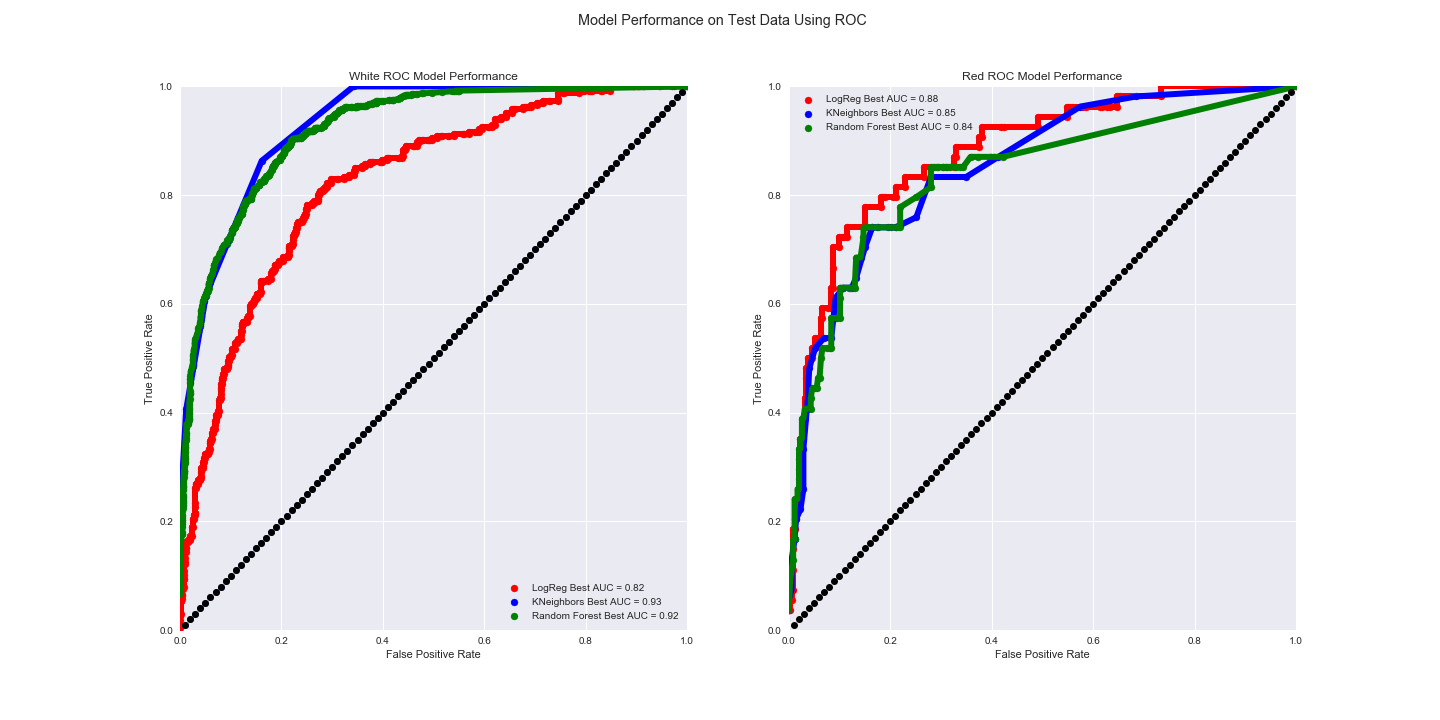 Model Performance on Test Data Using ROC
White ROC Model Performance
1.0
0.8
0.6
0.4
0.2
0.0
True Positive Rate
LogReg Best AUC = 0.82
KNeighbors Best AUC = 0.93
Random Forest Best AUC = 0.92
0.0 0.2 0.4 0.6 0.8 1.0
False Positive Rate
Red ROC Model Performance
1.0
0.8
0.6
0.4
0.2
0.0
True Positive Rate
LogReg Best AUC = 0.88
KNeighbors Best AUC = 0.85
Random Forest Best AUC = 0.84
0.0 0.2 0.4 0.6 0.8 1.0
False Positive Rate